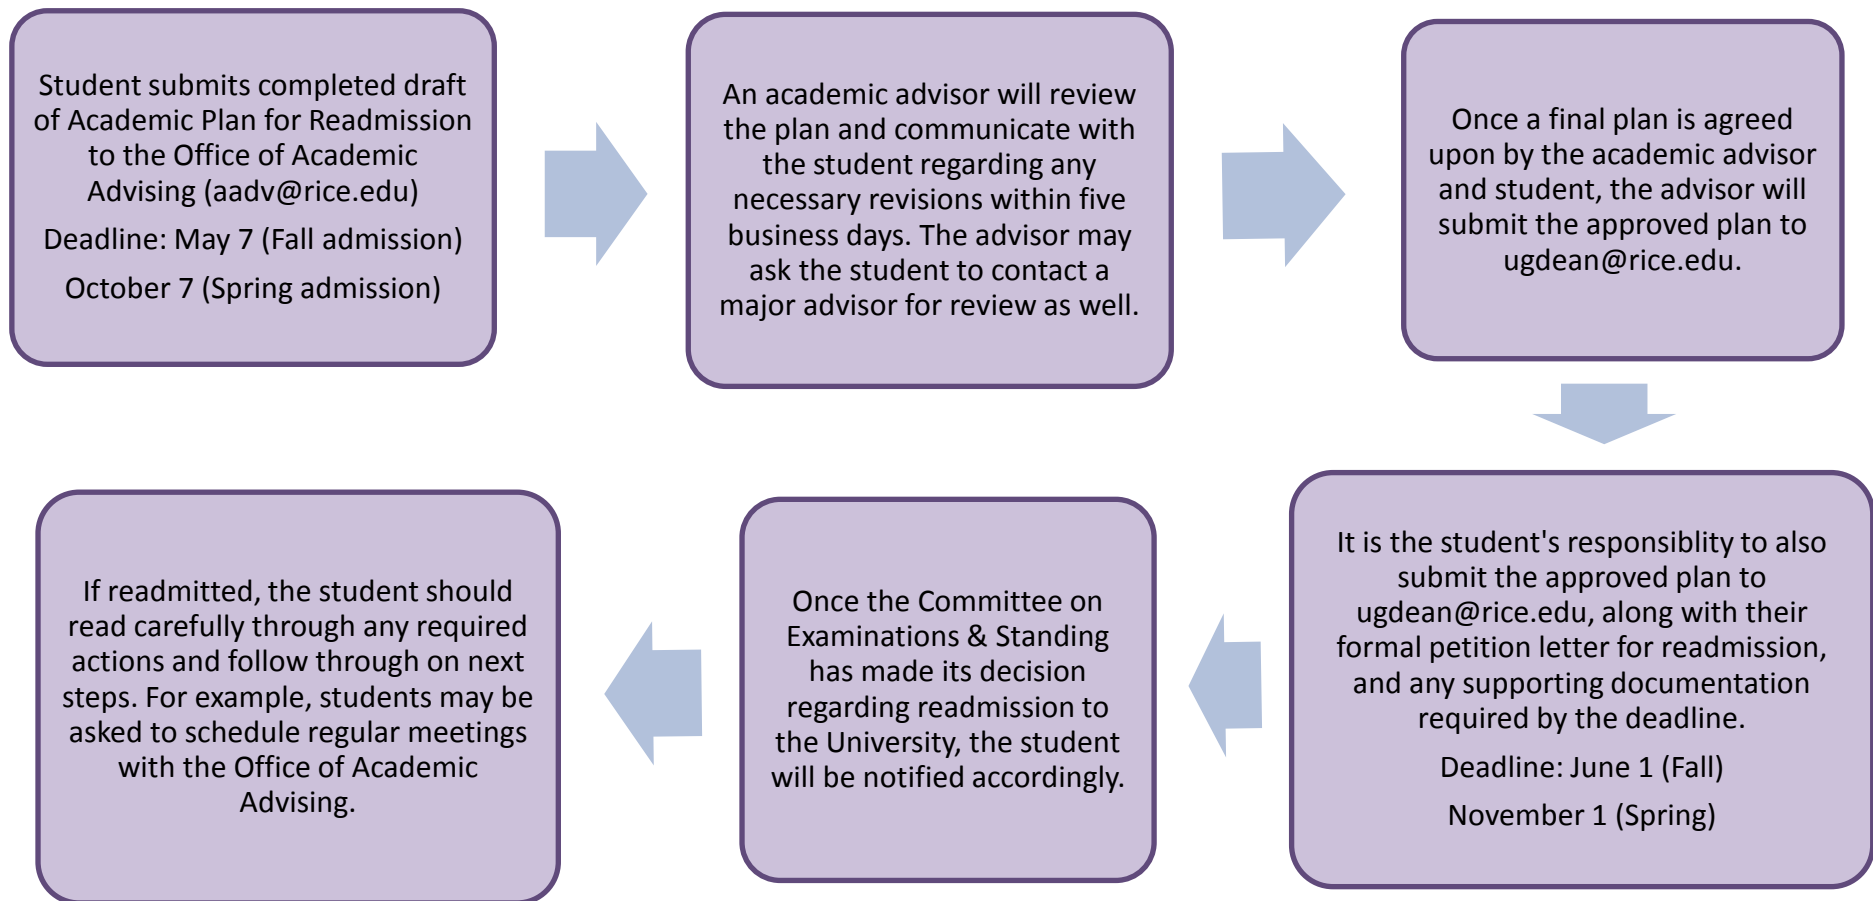 Student submits completed draft
of Academic Plan for Readmission
to the Office of Academic
Advising (aadv@rice.edu)
Deadline: May 7 (Fall admission)
October 7 (Spring admission)
An academic advisor will review
the plan and communicate with
the student regarding any
necessary revisions within five
business days. The advisor may
ask the student to contact a
major advisor for review as well.
Once a final plan is agreed
upon by the academic advisor
and student, the advisor will
submit the approved plan to
ugdean@rice.edu.
It is the student's responsiblity to also
submit the approved plan to
ugdean@rice.edu, along with their
formal petition letter for readmission,
and any supporting documentation
required by the deadline.
Deadline: June 1 (Fall)
November 1 (Spring)
Once the Committee on
Examinations & Standing
has made its decision
regarding readmission to
the University, the student
will be notified accordingly.
If readmitted, the student should
read carefully through any required
actions and follow through on next
steps. For example, students may be
asked to schedule regular meetings
with the Office of Academic
Advising.